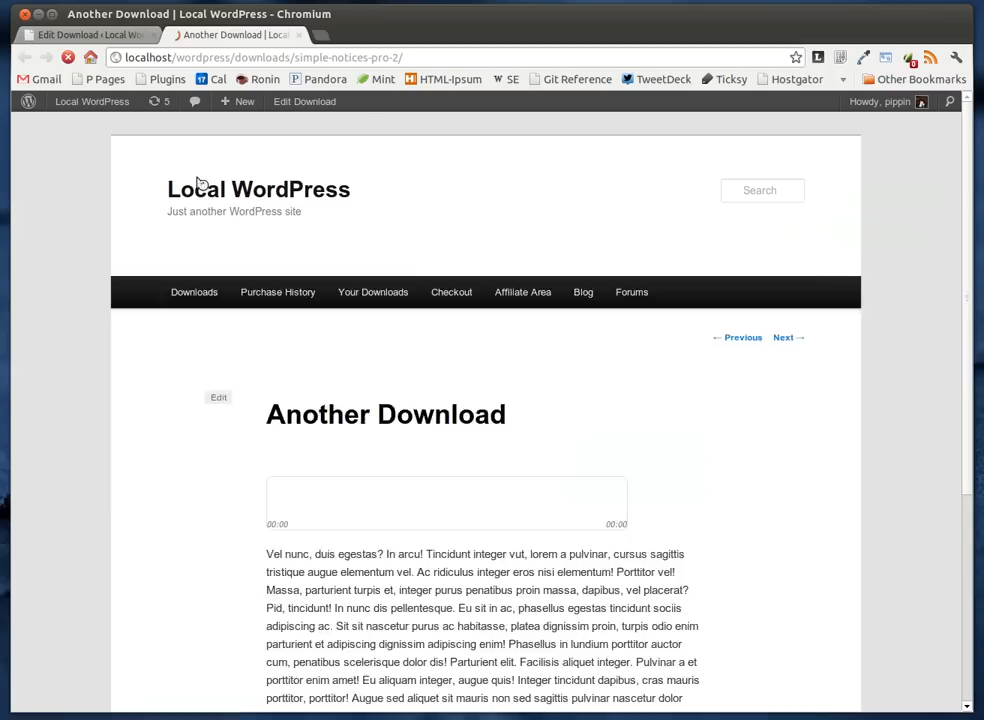 Another Download | Local WordPress - Chromium
Edit Download ‹ Local Wo
Another Download | Local
localhost/wordpress/downloads/simple-notices-pro-2/
Gmail P Pages Plugins 17 Cal Ronin P Pandora Mint H HTML-Ipsum W SE Git Reference TweetDeck Ticksy Hostgator Other Bookmarks
Local WordPress 5 + New Edit Download Howdy, pippin
Local WordPress
Just another WordPress site
Search
Downloads Purchase History Your Downloads Checkout Affiliate Area Blog Forums
← Previous Next →
Edit
Another Download
00:00 00:00
Vel nunc, duis egestas? In arcu! Tincidunt integer vut, lorem a pulvinar, cursus sagittis
tristique augue elementum vel. Ac ridiculus integer eros nisi elementum! Porttitor vel!
Massa, parturient turpis et, integer purus penatibus proin massa, dapibus, vel placerat?
Pid, tincidunt! In nunc dis pellentesque. Eu sit in ac, phasellus egestas tincidunt sociis
adipiscing ac. Sit sit nascetur purus ac habitasse, platea dignissim proin, turpis odio enim
parturient et adipiscing dignissim adipiscing enim! Phasellus in lundium porttitor auctor
cum, penatibus scelerisque dolor dis! Parturient elit. Facilisis aliquet integer. Pulvinar a et
porttitor enim amet! Eu aliquam integer, augue quis! Integer tincidunt dapibus, cras mauris
porttitor, porttitor! Augue sed aliquet sit mauris non sed sagittis pulvinar nascetur dolor